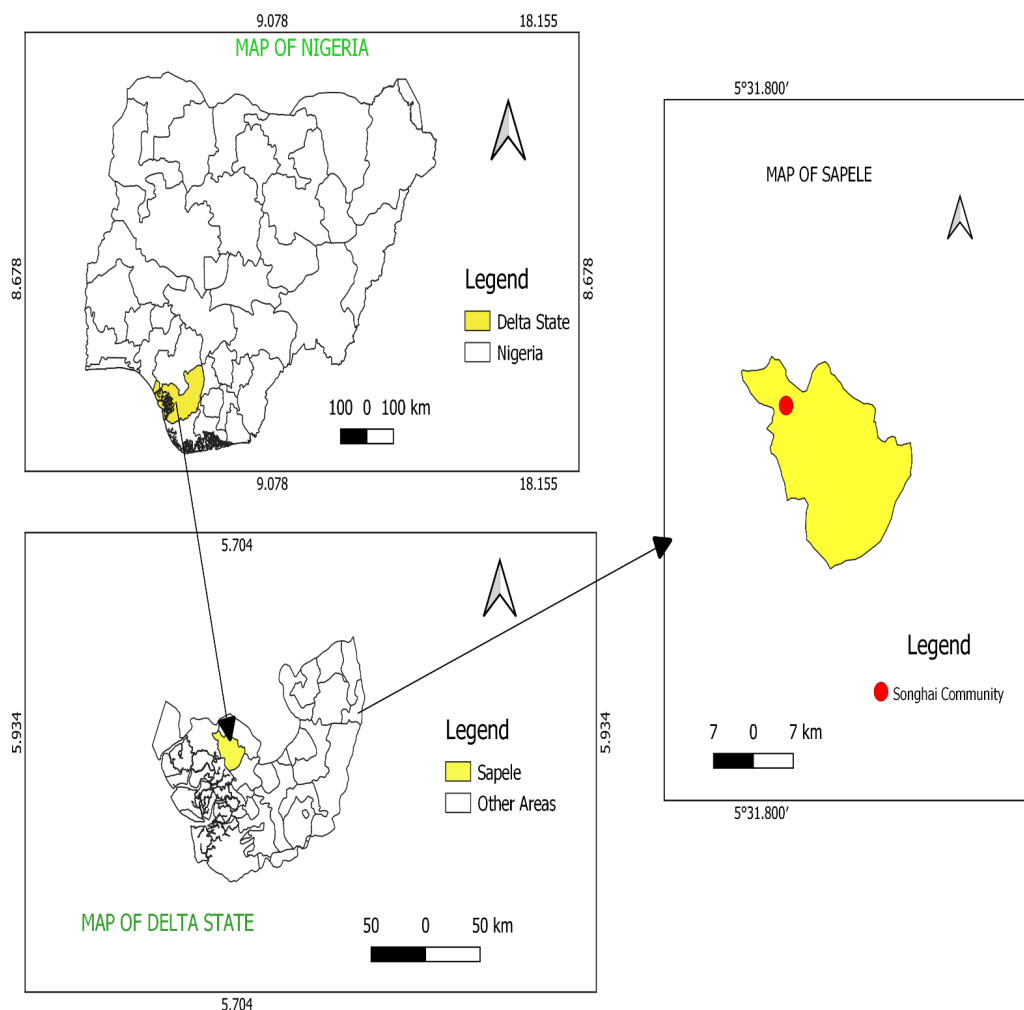 9.078
18.155
MAP OF NIGERIA
8.678
8.678
Legend
Delta State
Nigeria
100 0 100 km
9.078
18.155
5.704
5.934
5.934
Legend
Sapele
Other Areas
MAP OF DELTA STATE
50 0 50 km
5.704
5°31.800′
MAP OF SAPELE
Legend
Songhai Community
7 0 7 km
5°31.800′